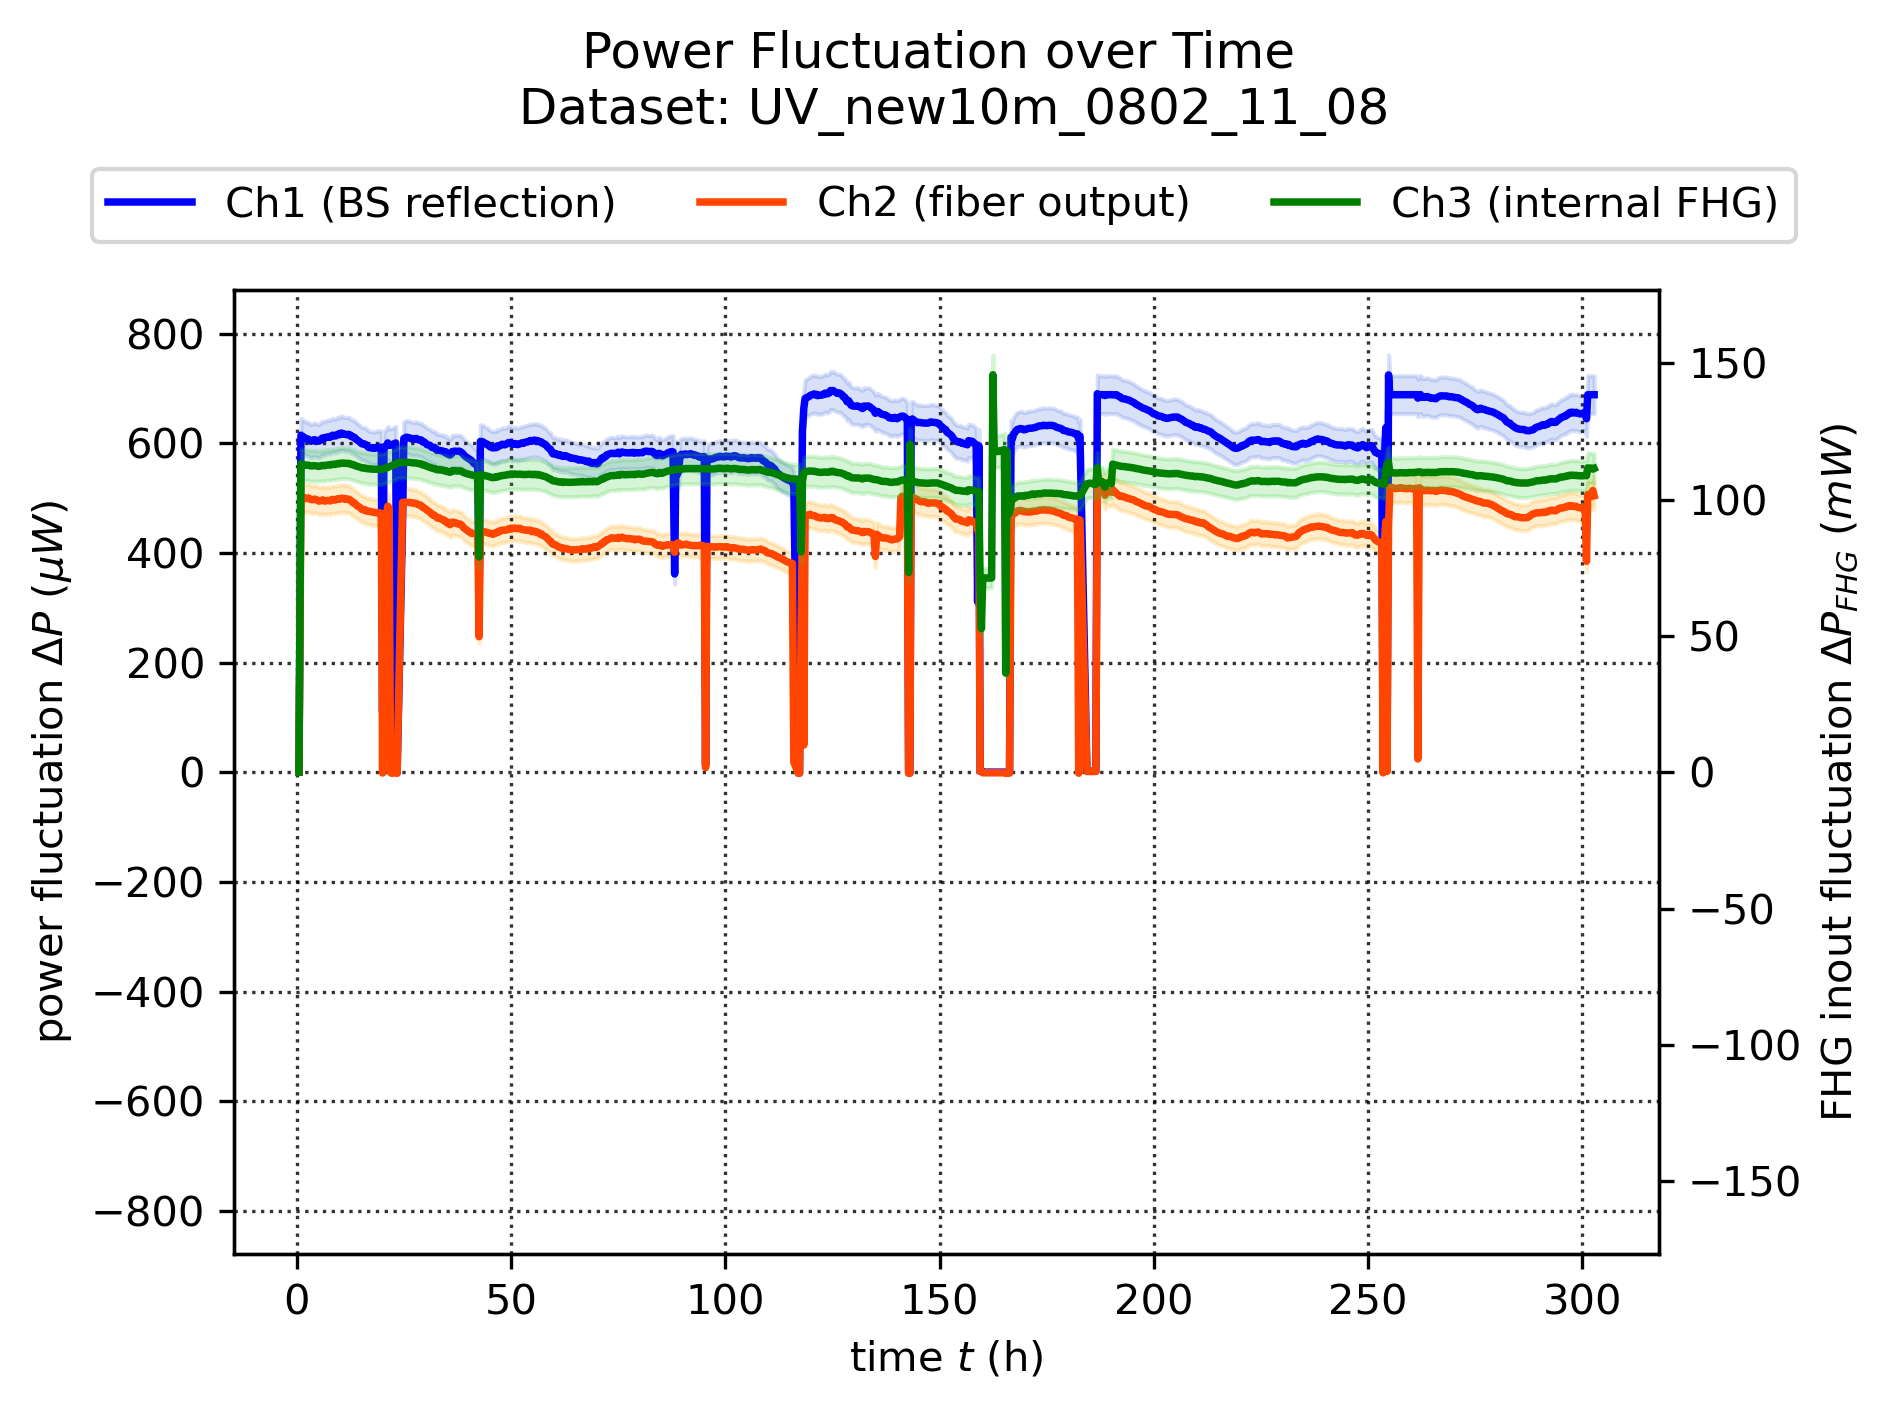 Power Fluctuation over Time
Dataset: UV_new10m_0802_11_08
Ch1 (BS reflection)
Ch2 (fiber output)
Ch3 (internal FHG)
power fluctuation ΔP (μW)
800
600
400
200
0
−200
−400
−600
−800
150
100
50
0
−50
−100
−150
FHG inout fluctuation ΔP_FHG (mW)
0
50
100
150
200
250
300
time t (h)